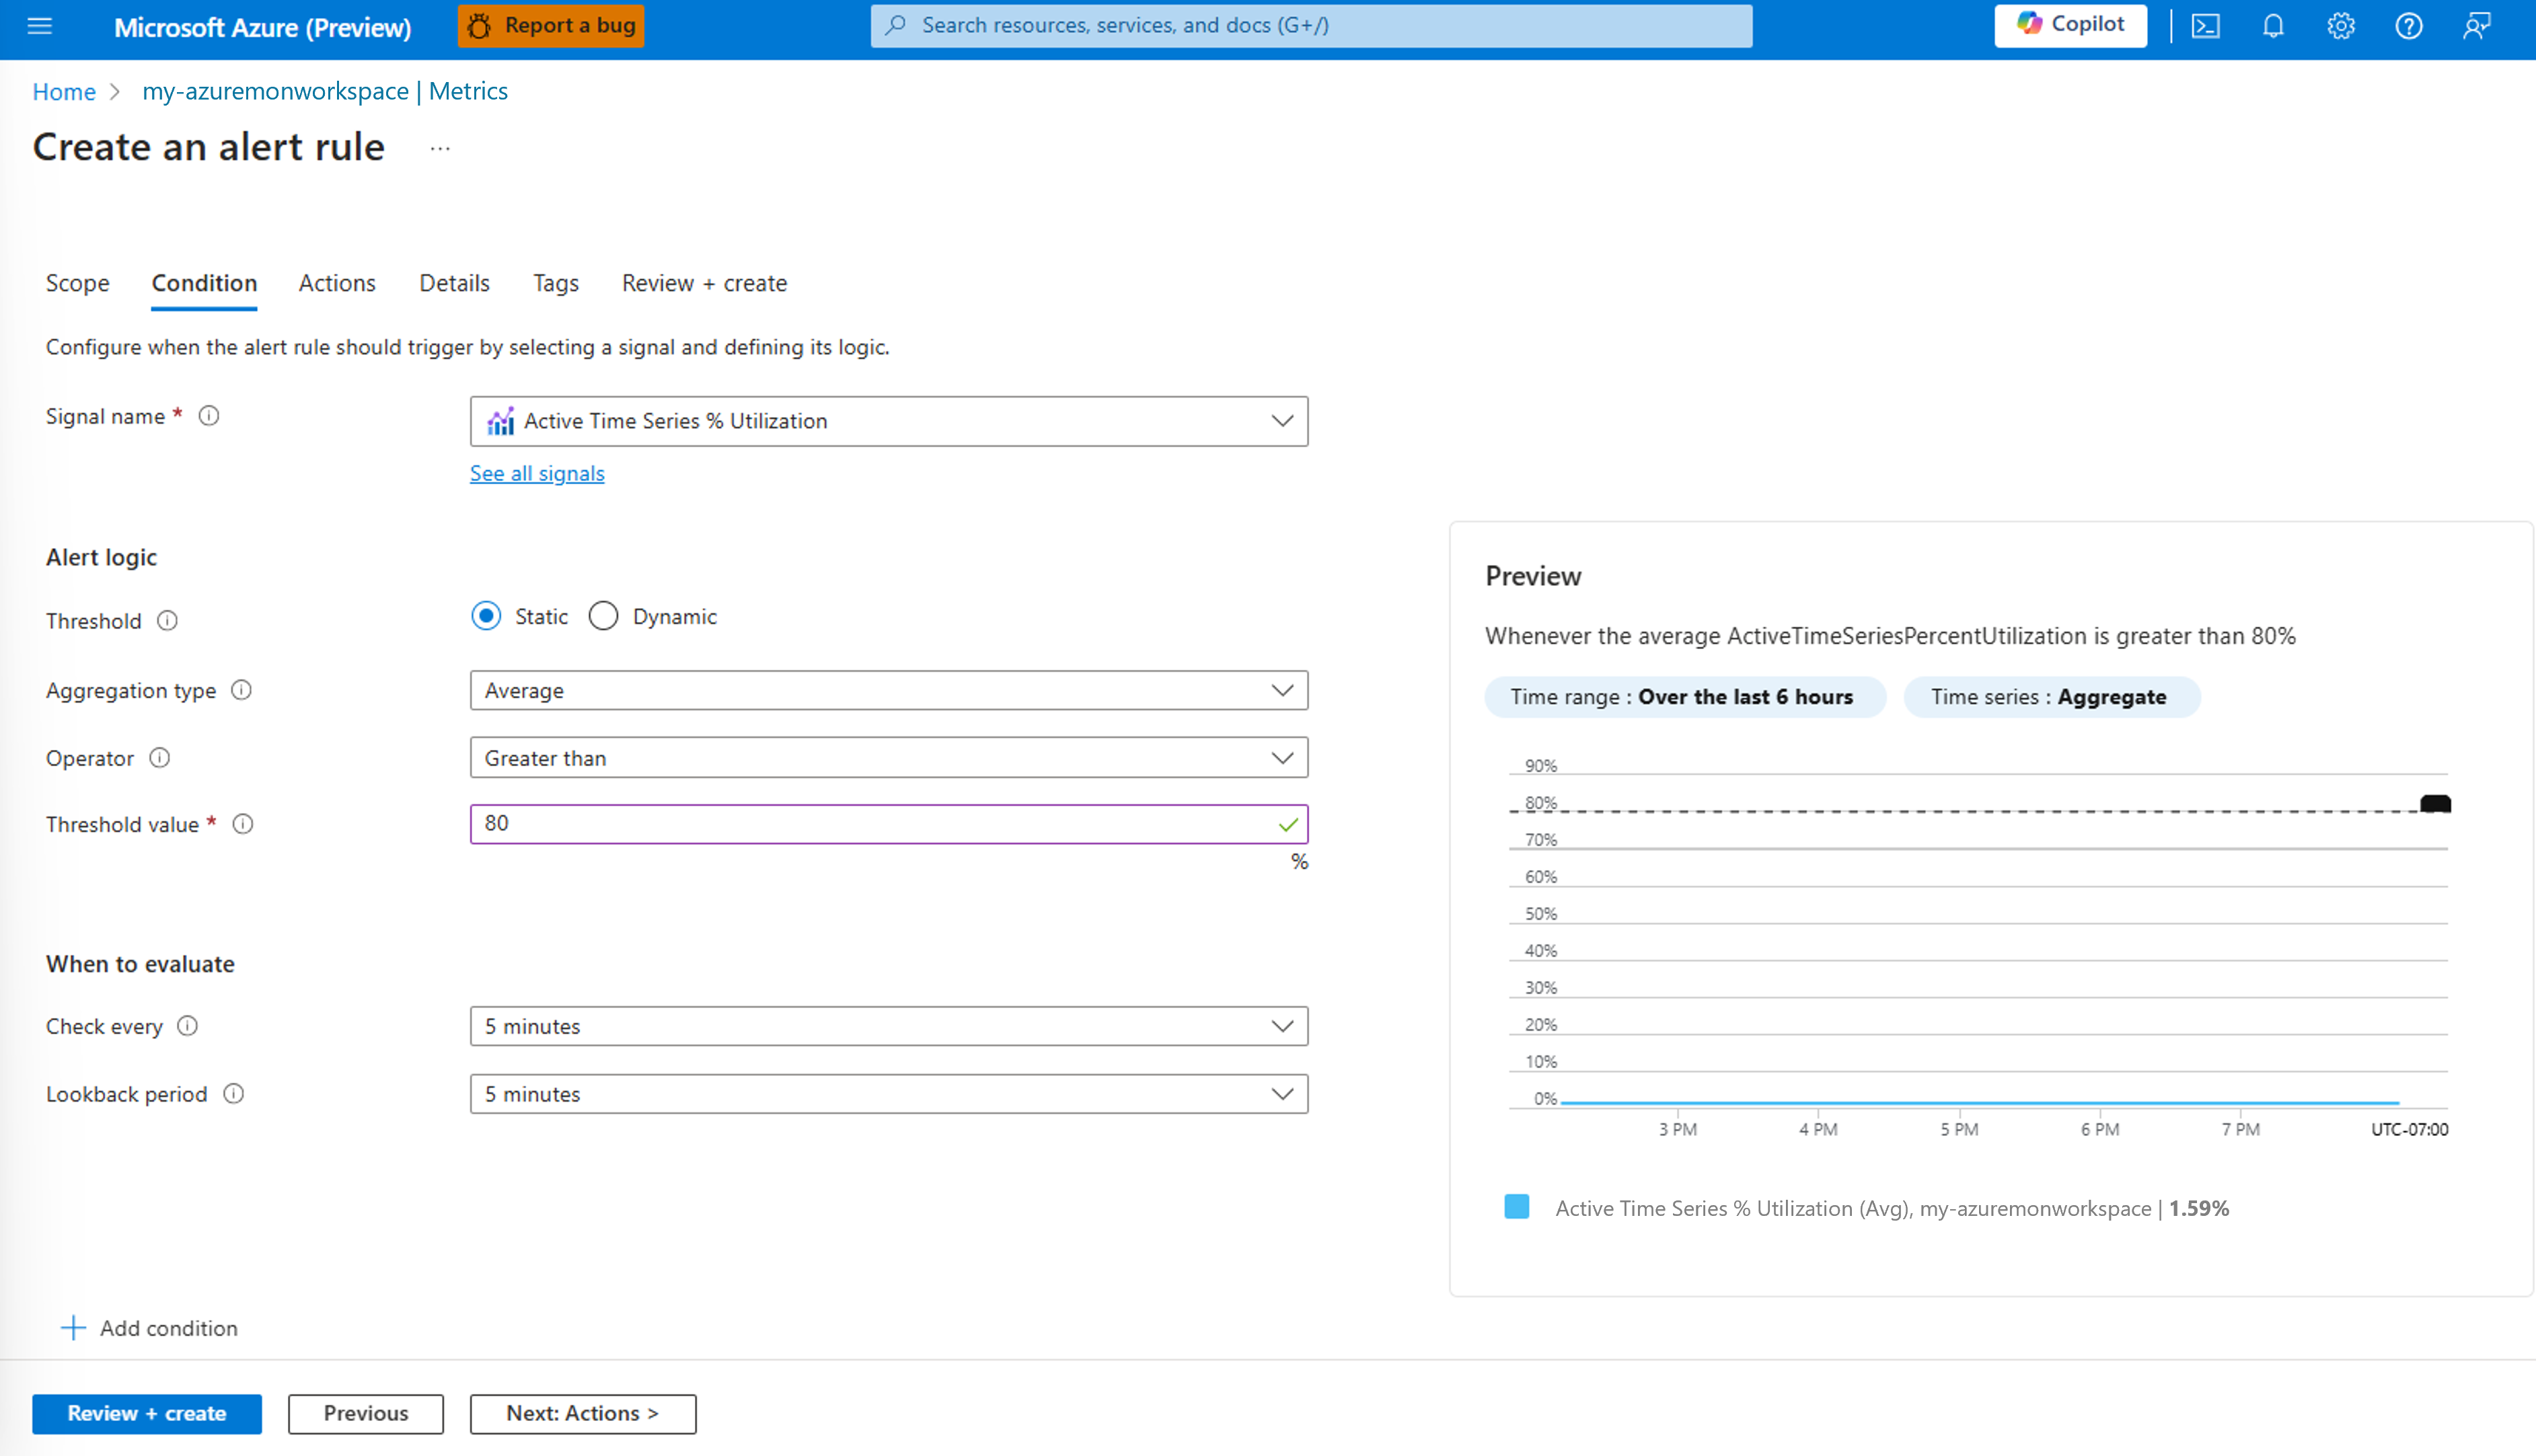 Microsoft Azure (Preview)
Report a bug
Search resources, services, and docs (G+/)
Copilot
Home > my-azuremonworkspace | Metrics
Create an alert rule ...
Scope Condition Actions Details Tags Review + create
Configure when the alert rule should trigger by selecting a signal and defining its logic.
Signal name *
Active Time Series % Utilization
See all signals
Alert logic
Threshold
Static Dynamic
Aggregation type
Average
Operator
Greater than
Threshold value *
80
%
When to evaluate
Check every
5 minutes
Lookback period
5 minutes
Preview
Whenever the average ActiveTimeSeriesPercentUtilization is greater than 80%
Time range : Over the last 6 hours
Time series : Aggregate
90%
80%
70%
60%
50%
40%
30%
20%
10%
0%
3 PM 4 PM 5 PM 6 PM 7 PM UTC-07:00
Active Time Series % Utilization (Avg), my-azuremonworkspace | 1.59%
+ Add condition
Review + create
Previous
Next: Actions >